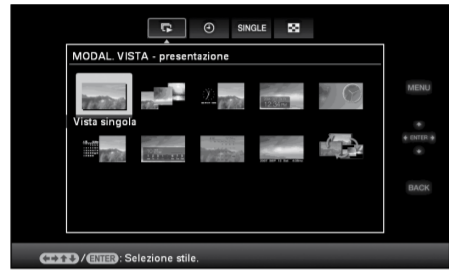 SINGLE
MODAL. VISTA - presentazione
MENU
Vista singola
ENTER
BACK
/ ENTER : Selezione stile.